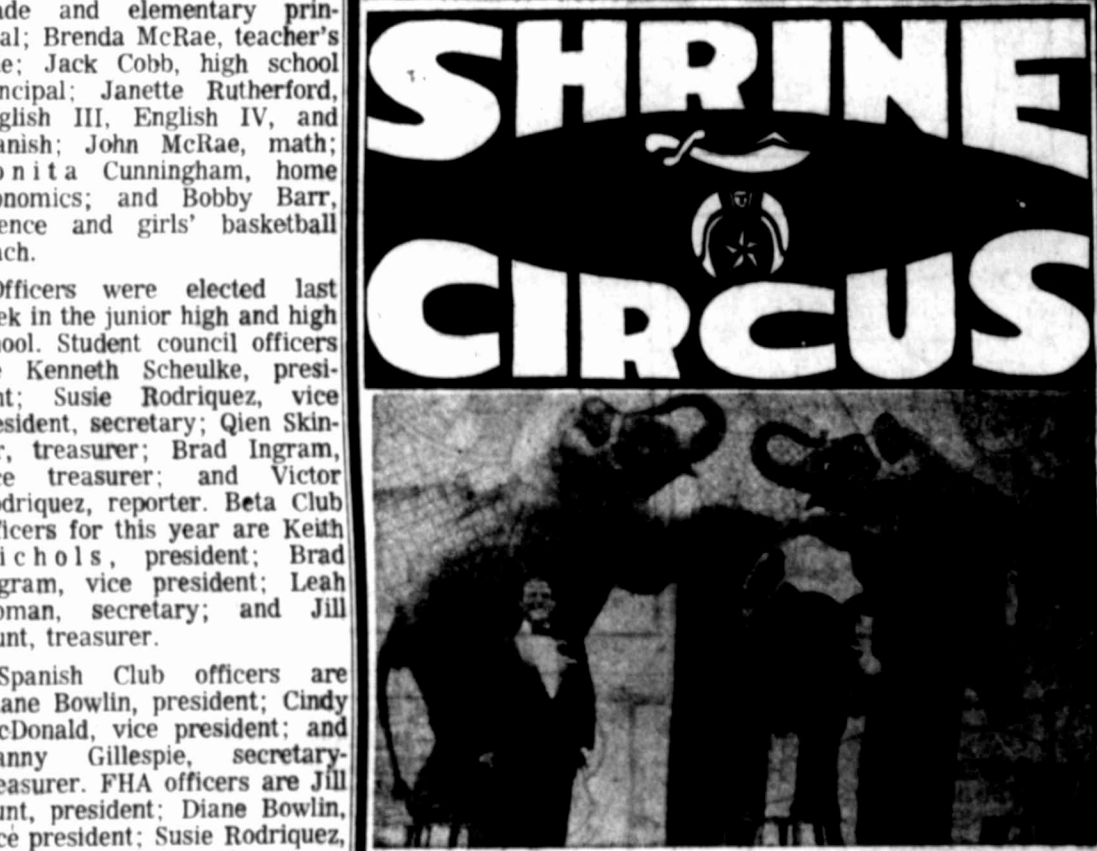 ade and elementary prin-
al; Brenda McRae, teacher's
e; Jack Cobb, high school
ncipal; Janette Rutherford,
glish III, English IV, and
anish; John McRae, math;
onita Cunningham, home
onomics; and Bobby Barr,
ence and girls' basketball
ach.
Officers were elected last
ek in the junior high and high
ool. Student council officers
e Kenneth Scheulke, presi-
nt; Susie Rodriquez, vice
esident, secretary; Qien Skin-
r, treasurer; Brad Ingram,
ce treasurer; and Victor
odriquez, reporter. Beta Club
ficers for this year are Keith
ichols, president; Brad
gram, vice president; Leah
oman, secretary; and Jill
unt, treasurer.
Spanish Club officers are
iane Bowlin, president; Cindy
cDonald, vice president; and
anny Gillespie, secretary-
easurer. FHA officers are Jill
unt, president; Diane Bowlin,
ice president; Susie Rodriquez,
SHRINE
CIRCUS